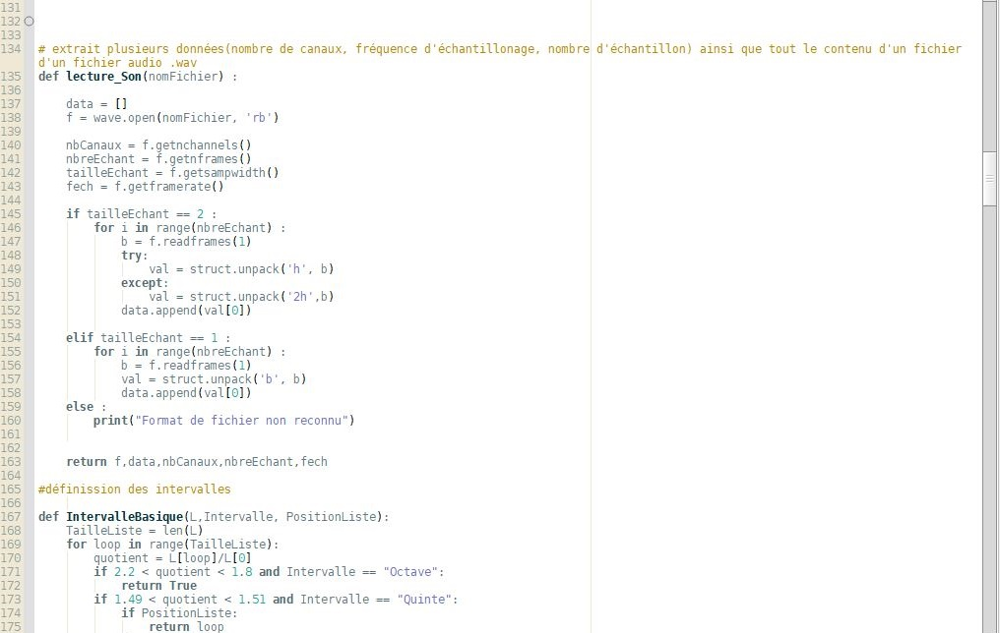 131
132
133
134 # extrait plusieurs données(nombre de canaux, fréquence d'échantillonage, nombre d'échantillon) ainsi que tout le contenu d'un fichier
d'un fichier audio .wav
135 def lecture_Son(nomFichier) :
136
137     data = []
138     f = wave.open(nomFichier, 'rb')
139
140     nbCanaux = f.getnchannels()
141     nbreEchant = f.getnframes()
142     tailleEchant = f.getsampwidth()
143     fech = f.getframerate()
144
145     if tailleEchant == 2 :
146         for i in range(nbreEchant) :
147             b = f.readframes(1)
148             try:
149                 val = struct.unpack('h', b)
150             except:
151                 val = struct.unpack('2h',b)
152             data.append(val[0])
153
154     elif tailleEchant == 1 :
155         for i in range(nbreEchant) :
156             b = f.readframes(1)
157             val = struct.unpack('b', b)
158             data.append(val[0])
159     else :
160         print("Format de fichier non reconnu")
161
162
163     return f,data,nbCanaux,nbreEchant,fech
164
165 #définission des intervalles
166
167 def IntervalleBasique(L,Intervalle, PositionListe):
168     TailleListe = len(L)
169     for loop in range(TailleListe):
170         quotient = L[loop]/L[0]
171         if 2.2 < quotient < 1.8 and Intervalle == "Octave":
172             return True
173         if 1.49 < quotient < 1.51 and Intervalle == "Quinte":
174             if PositionListe:
175                 return loop